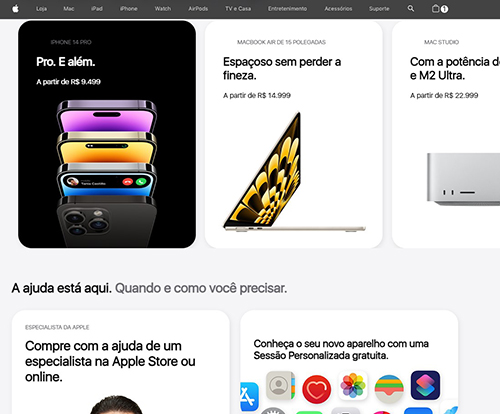 Loja Mac iPad iPhone Watch AirPods TV e Casa Entretenimento Acessórios Suporte 1
IPHONE 14 PRO
Pro. E além.
A partir de R$ 9.499
MACBOOK AIR DE 15 POLEGADAS
Espaçoso sem perder a
fineza.
A partir de R$ 14.999
MAC STUDIO
Com a potência d
e M2 Ultra.
A partir de R$ 22.999
A ajuda está aqui. Quando e como você precisar.
ESPECIALISTA DA APPLE
Compre com a ajuda de um
especialista na Apple Store ou
online.
Conheça o seu novo aparelho com uma
Sessão Personalizada gratuita.